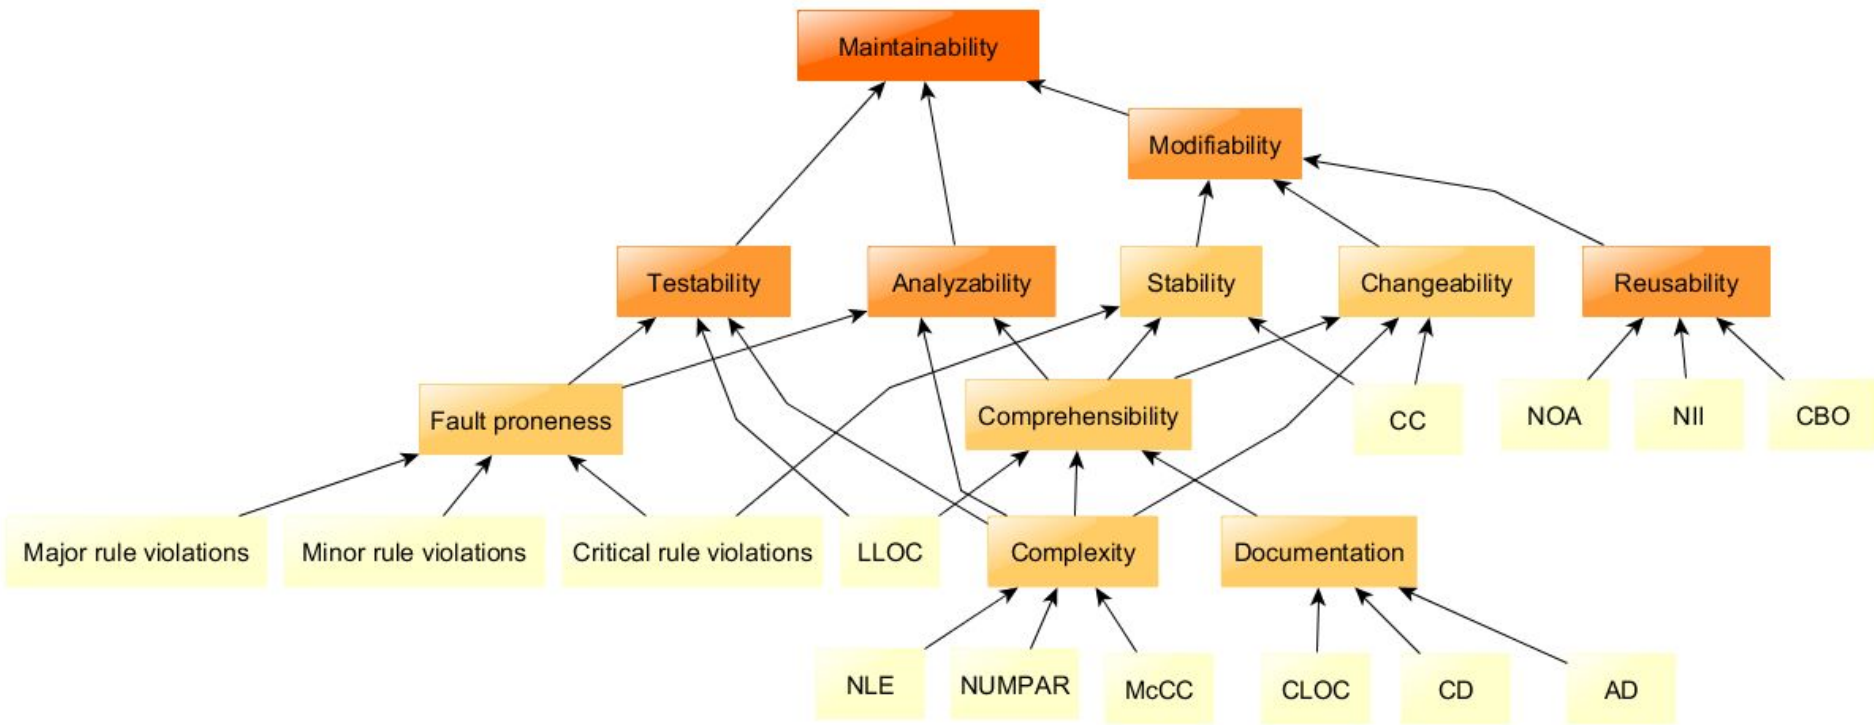 Maintainability
Modifiability
Testability
Analyzability
Stability
Changeability
Reusability
Fault proneness
Comprehensibility
CC
NOA
NII
CBO
Major rule violations
Minor rule violations
Critical rule violations
LLOC
Complexity
Documentation
NLE
NUMPAR
McCC
CLOC
CD
AD